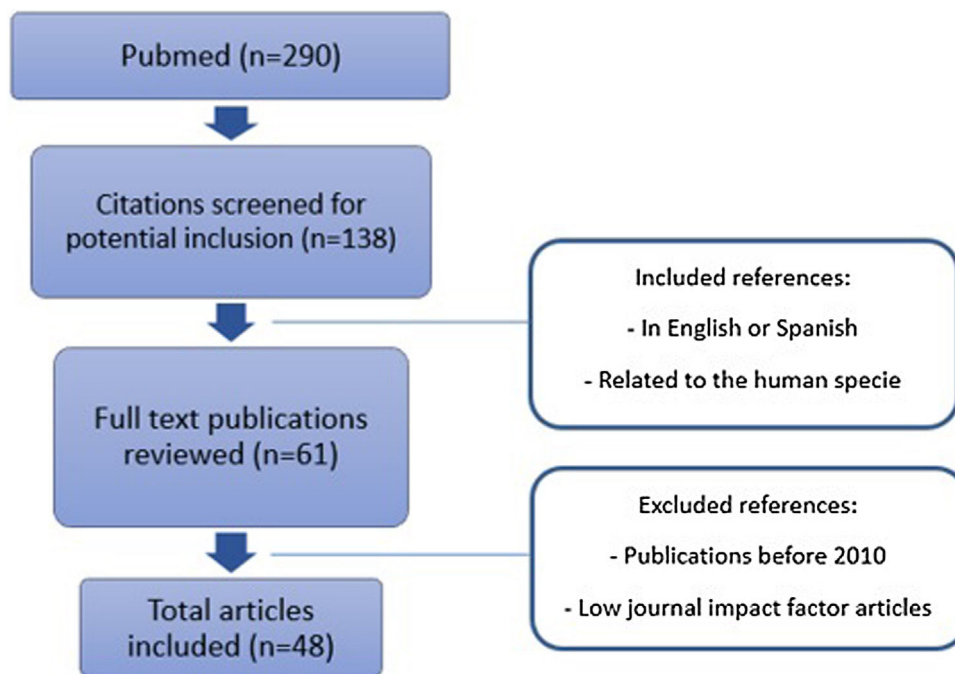 Pubmed (n=290)
Citations screened for
potential inclusion (n=138)
Included references:
- In English or Spanish
- Related to the human specie
Full text publications
reviewed (n=61)
Excluded references:
- Publications before 2010
- Low journal impact factor articles
Total articles
included (n=48)